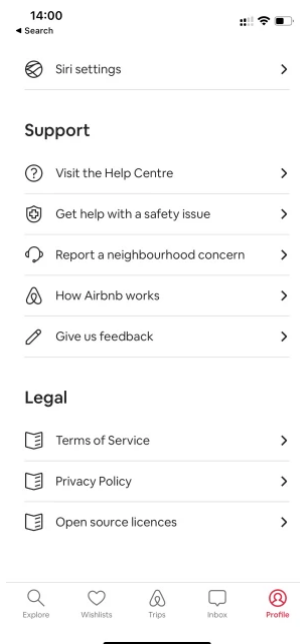 14:00
Search
Siri settings
Support
Visit the Help Centre
Get help with a safety issue
Report a neighbourhood concern
How Airbnb works
Give us feedback
Legal
Terms of Service
Privacy Policy
Open source licences
Explore Wishlists Trips Inbox Profile